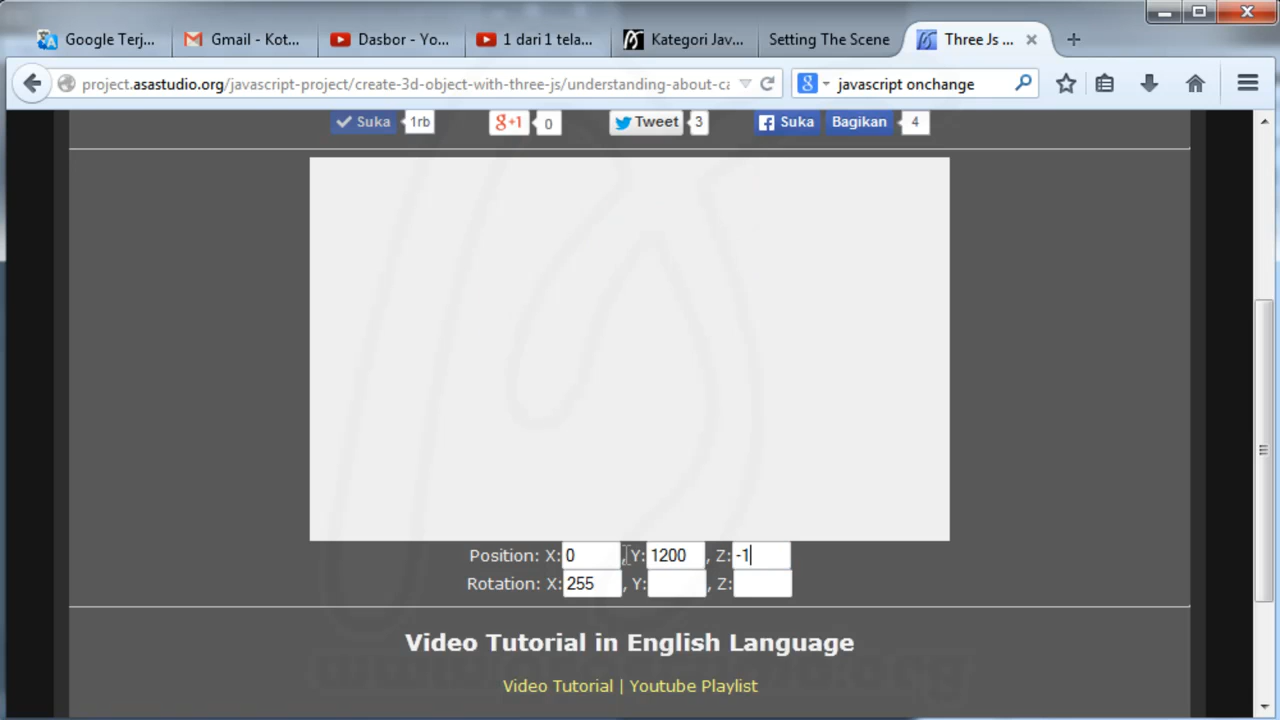 Google Terj...
Gmail - Kot...
Dasbor - Yo...
1 dari 1 tela...
Kategori Jav...
Setting The Scene
Three Js ...
project.asastudio.org/javascript-project/create-3d-object-with-three-js/understanding-about-ca
javascript onchange
Suka 1rb
g+1 0
Tweet 3
Suka Bagikan 4
Position: X: 0 , Y: 1200 , Z: -1
Rotation: X: 255 , Y: , Z:
Video Tutorial in English Language
Video Tutorial | Youtube Playlist